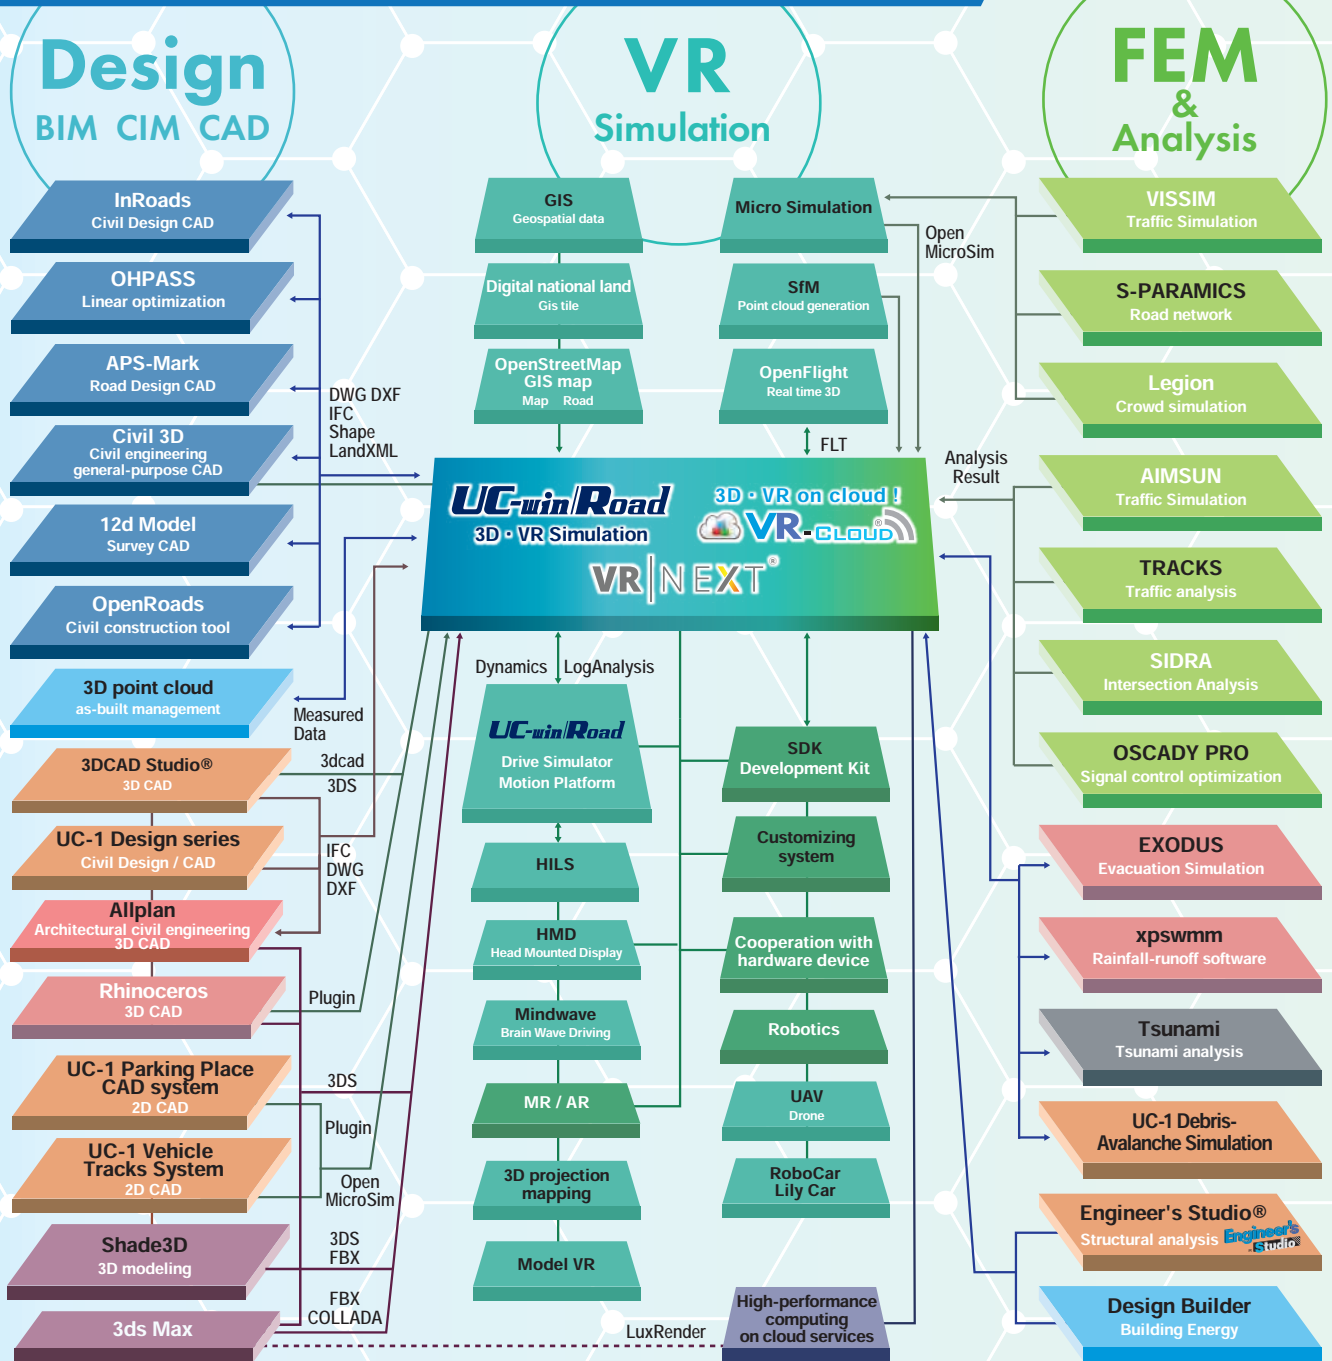 Design
BIM CIM CAD
VR
Simulation
FEM
&
Analysis
InRoads
Civil Design CAD
OHPASS
Linear optimization
APS-Mark
Road Design CAD
Civil 3D
Civil engineering
general-purpose CAD
12d Model
Survey CAD
OpenRoads
Civil construction tool
3D point cloud
as-built management
3DCAD Studio®
3D CAD
UC-1 Design series
Civil Design / CAD
Allplan
Architectural civil engineering
3D CAD
Rhinoceros
3D CAD
UC-1 Parking Place
CAD system
2D CAD
UC-1 Vehicle
Tracks System
2D CAD
Shade3D
3D modeling
3ds Max
DWG DXF
IFC
Shape
LandXML
Measured
Data
3dcad
3DS
IFC
DWG
DXF
Plugin
3DS
Plugin
Open
MicroSim
3DS
FBX
FBX
COLLADA
LuxRender
GIS
Geospatial data
Digital national land
Gis tile
OpenStreetMap
GIS map
Map Road
Micro Simulation
SfM
Point cloud generation
OpenFlight
Real time 3D
FLT
Open
MicroSim
UC-win/Road
3D・VR Simulation
3D・VR on cloud !
VR-CLOUD®
VR NEXT®
Dynamics LogAnalysis
UC-win/Road
Drive Simulator
Motion Platform
HILS
HMD
Head Mounted Display
Mindwave
Brain Wave Driving
MR / AR
3D projection
mapping
Model VR
SDK
Development Kit
Customizing
system
Cooperation with
hardware device
Robotics
UAV
Drone
RoboCar
Lily Car
High-performance
computing
on cloud services
Analysis
Result
VISSIM
Traffic Simulation
S-PARAMICS
Road network
Legion
Crowd simulation
AIMSUN
Traffic Simulation
TRACKS
Traffic analysis
SIDRA
Intersection Analysis
OSCADY PRO
Signal control optimization
EXODUS
Evacuation Simulation
xpswmm
Rainfall-runoff software
Tsunami
Tsunami analysis
UC-1 Debris-
Avalanche Simulation
Engineer's Studio®
Structural analysis
Engineer's
Studio
Design Builder
Building Energy